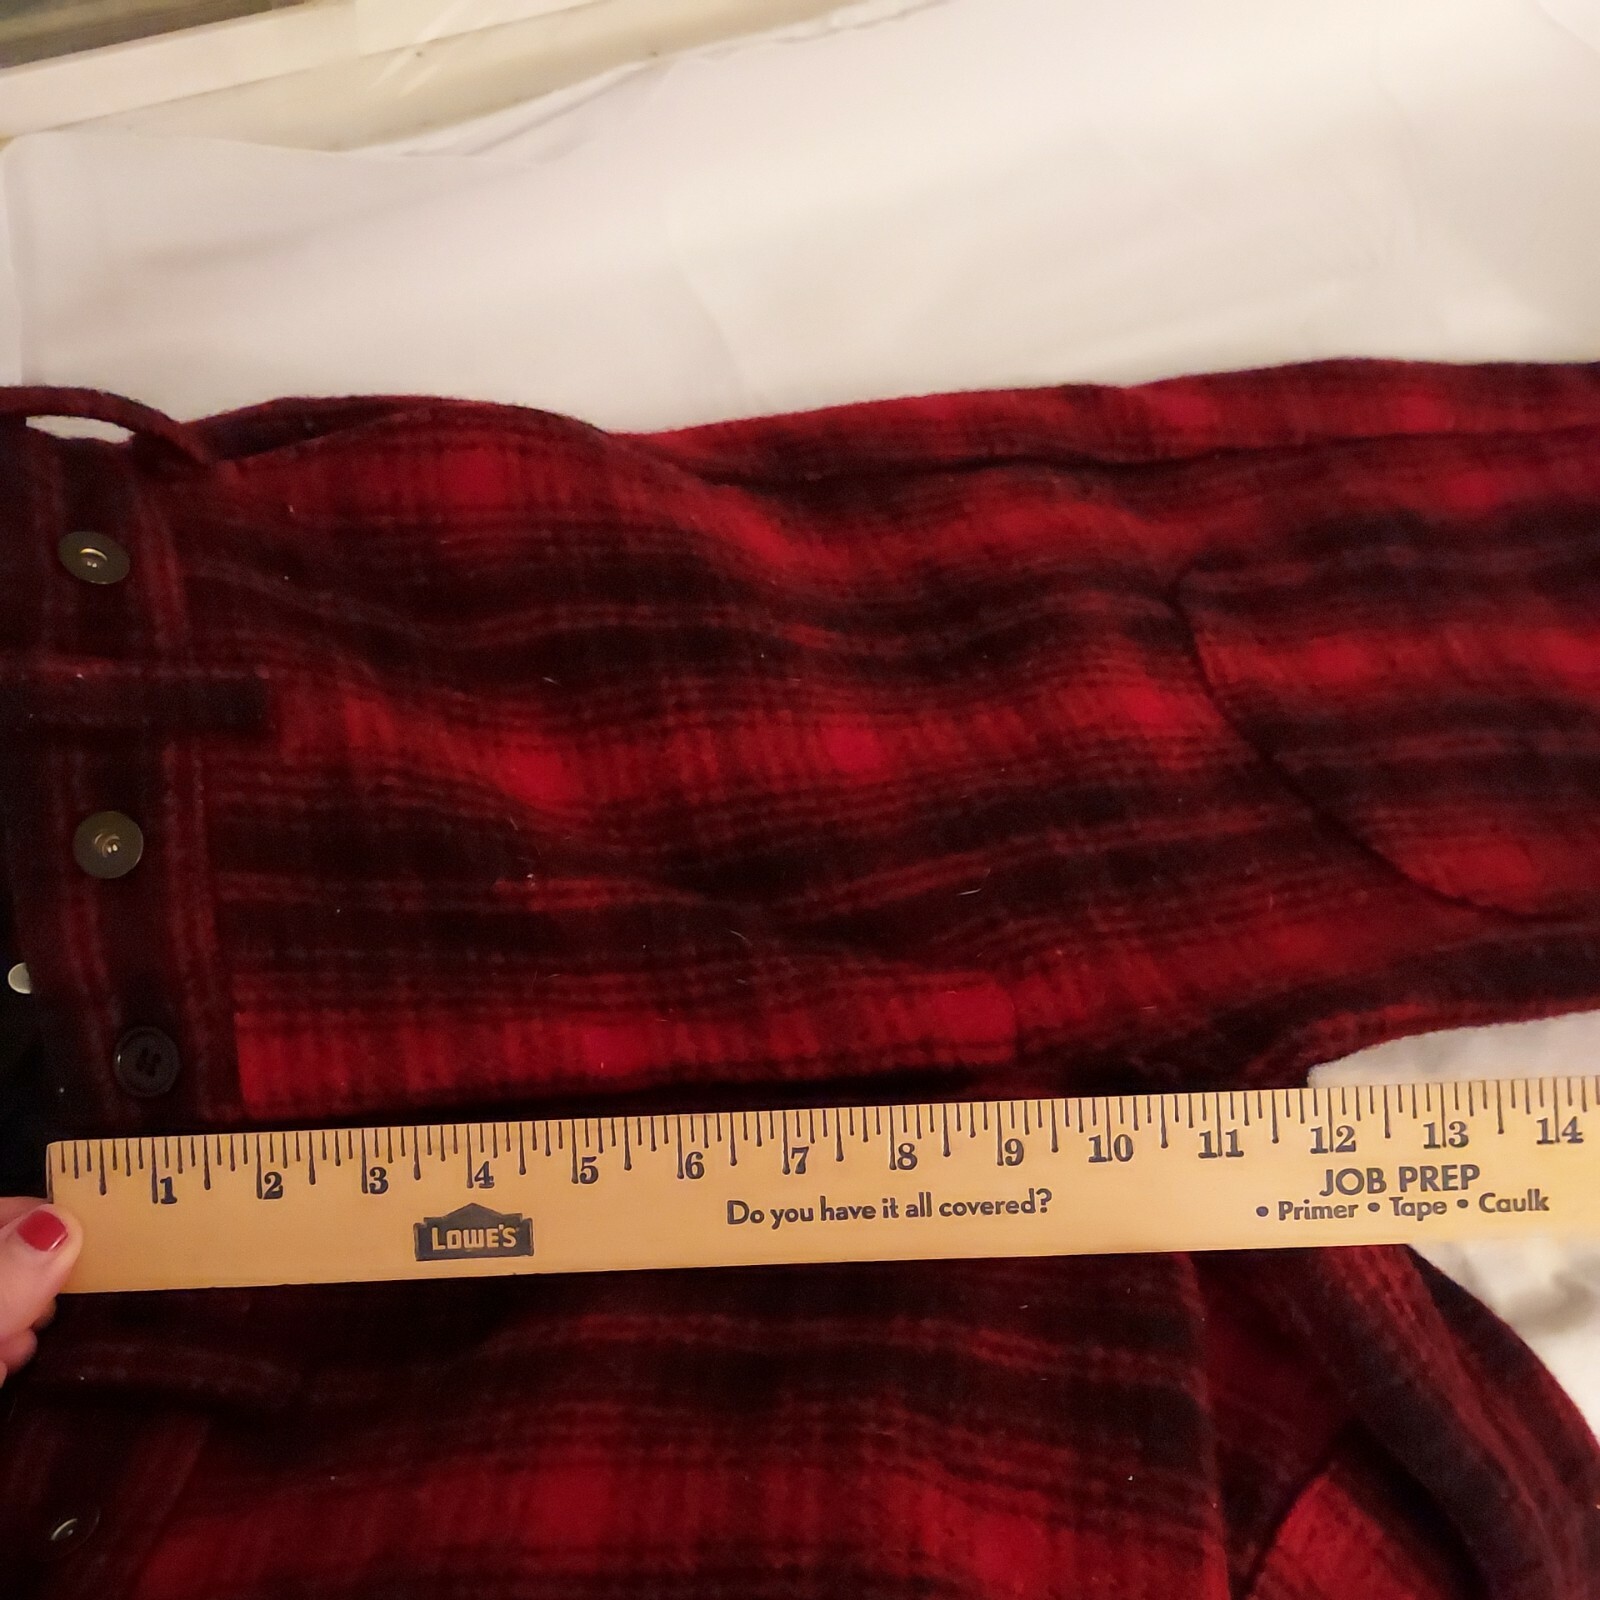 1 2 3 4 5 6 7 8 9 10 11 12 13 14
LOWE'S
Do you have it all covered?
JOB PREP
• Primer • Tape • Caulk